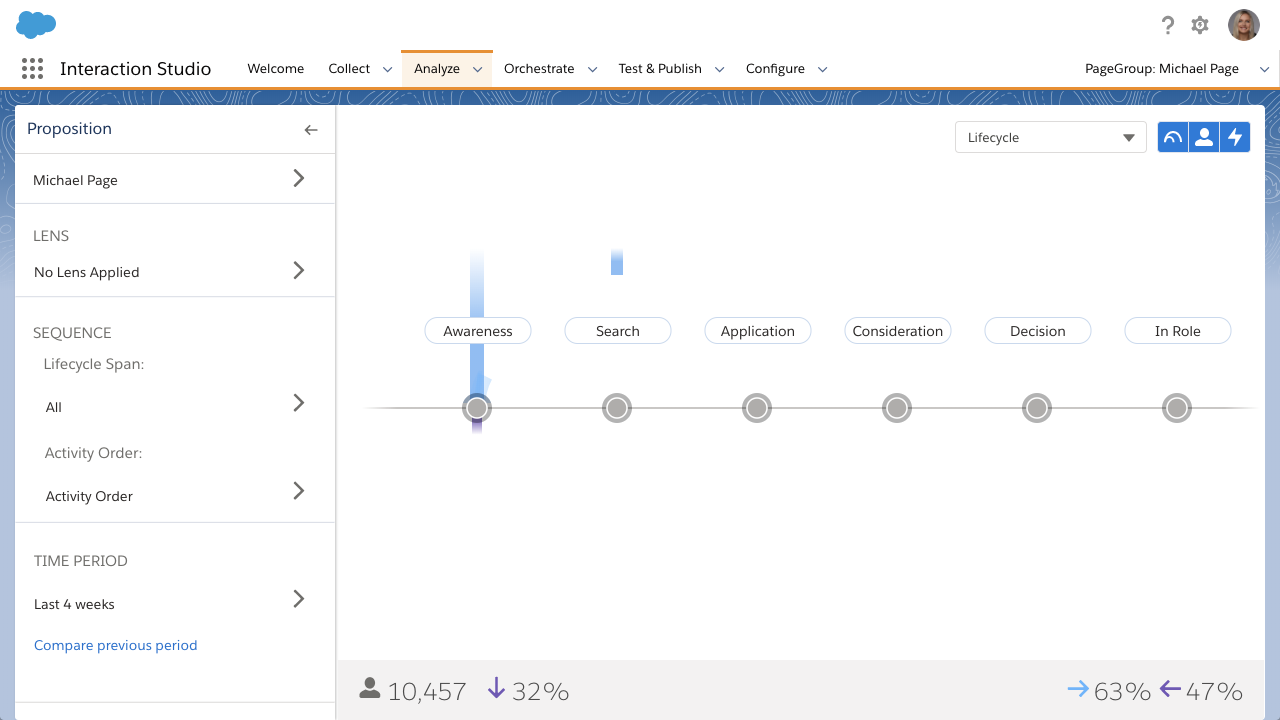 Interaction Studio
Welcome
Collect
Analyze
Orchestrate
Test & Publish
Configure
PageGroup: Michael Page
Proposition
Michael Page
LENS
No Lens Applied
SEQUENCE
Lifecycle Span:
All
Activity Order:
Activity Order
TIME PERIOD
Last 4 weeks
Compare previous period
Lifecycle
Awareness
Search
Application
Consideration
Decision
In Role
10,457
32%
63%
47%